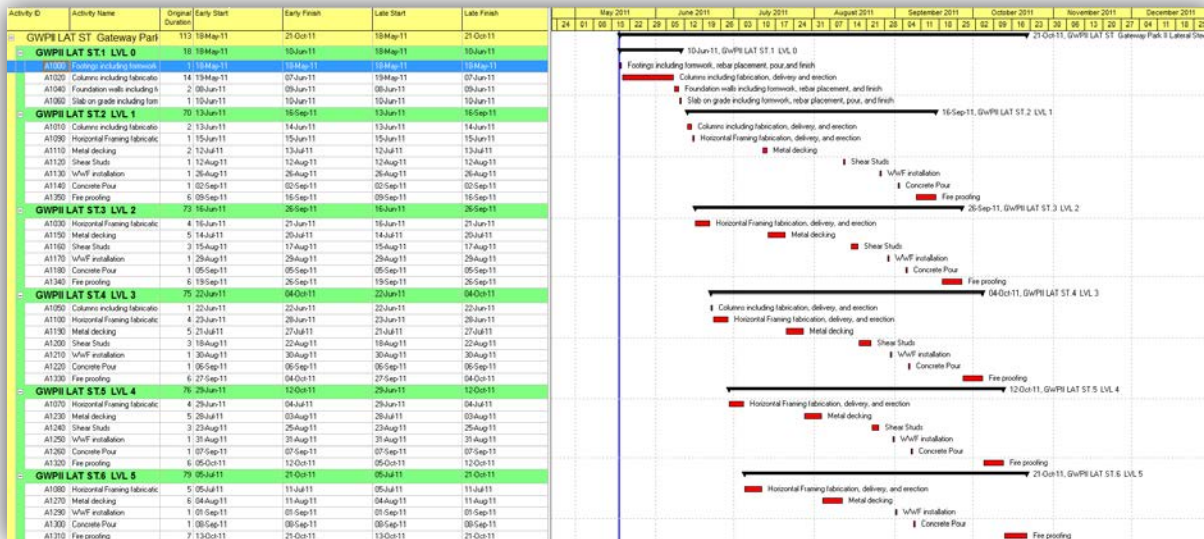 Activity ID Activity Name Original Duration Early Start Early Finish Late Start Late Finish May 2011 June 2011 July 2011 August 2011 September 2011 October 2011 November 2011 December 2011
24 01 08 15 22 29 05 12 19 26 03 10 17 24 31 07 14 21 28 04 11 18 25 02 09 16 23 30 06 13 20 27 04 11 18 25
GWPII LAT ST Gateway Park 113 18-May-11 21-Oct-11 18-May-11 21-Oct-11 21-Oct-11, GWPII LAT ST Gateway Park II Lateral Stee
GWPII LAT ST.1 LVL 0 18 18-May-11 10-Jun-11 18-May-11 10-Jun-11 10-Jun-11, GWPII LAT ST.1 LVL 0
A1000 Footings including formwork 1 18-May-11 18-May-11 18-May-11 18-May-11 Footings including formwork, rebar placement, pour,and finish
A1020 Columns including fabricatio 14 19-May-11 07-Jun-11 19-May-11 07-Jun-11 Columns including fabrication, delivery and erection
A1040 Foundation walls including f 2 08-Jun-11 09-Jun-11 08-Jun-11 09-Jun-11 Foundation walls including formwork, rebar placement, and finish
A1060 Slab on grade including form 1 10-Jun-11 10-Jun-11 10-Jun-11 10-Jun-11 Slab on grade including formwork, rebar placement, pour, and finish
GWPII LAT ST.2 LVL 1 70 13-Jun-11 16-Sep-11 13-Jun-11 16-Sep-11 16-Sep-11, GWPII LAT ST.2 LVL 1
A1010 Columns including fabricatio 2 13-Jun-11 14-Jun-11 13-Jun-11 14-Jun-11 Columns including fabrication, delivery, and erection
A1090 Horizontal Framing fabricatic 1 15-Jun-11 15-Jun-11 15-Jun-11 15-Jun-11 Horizontal Framing fabrication, delivery, and erection
A1110 Metal decking 2 12-Jul-11 13-Jul-11 12-Jul-11 13-Jul-11 Metal decking
A1120 Shear Studs 1 12-Aug-11 12-Aug-11 12-Aug-11 12-Aug-11 Shear Studs
A1130 WWF installation 1 26-Aug-11 26-Aug-11 26-Aug-11 26-Aug-11 WWF installation
A1140 Concrete Pour 1 02-Sep-11 02-Sep-11 02-Sep-11 02-Sep-11 Concrete Pour
A1350 Fire proofing 6 09-Sep-11 16-Sep-11 09-Sep-11 16-Sep-11 Fire proofing
GWPII LAT ST.3 LVL 2 73 16-Jun-11 26-Sep-11 16-Jun-11 26-Sep-11 26-Sep-11, GWPII LAT ST.3 LVL 2
A1030 Horizontal Framing fabricatic 4 16-Jun-11 21-Jun-11 16-Jun-11 21-Jun-11 Horizontal Framing fabrication, delivery, and erection
A1150 Metal decking 5 14-Jul-11 20-Jul-11 14-Jul-11 20-Jul-11 Metal decking
A1160 Shear Studs 3 15-Aug-11 17-Aug-11 15-Aug-11 17-Aug-11 Shear Studs
A1170 WWF installation 1 29-Aug-11 29-Aug-11 29-Aug-11 29-Aug-11 WWF installation
A1180 Concrete Pour 1 05-Sep-11 05-Sep-11 05-Sep-11 05-Sep-11 Concrete Pour
A1340 Fire proofing 6 19-Sep-11 26-Sep-11 19-Sep-11 26-Sep-11 Fire proofing
GWPII LAT ST.4 LVL 3 75 22-Jun-11 04-Oct-11 22-Jun-11 04-Oct-11 04-Oct-11, GWPII LAT ST.4 LVL 3
A1050 Columns including fabricatio 1 22-Jun-11 22-Jun-11 22-Jun-11 22-Jun-11 Columns including fabrication, delivery, and erection
A1100 Horizontal Framing fabricatic 4 23-Jun-11 28-Jun-11 23-Jun-11 28-Jun-11 Horizontal Framing fabrication, delivery, and erection
A1190 Metal decking 5 21-Jul-11 27-Jul-11 21-Jul-11 27-Jul-11 Metal decking
A1200 Shear Studs 3 18-Aug-11 22-Aug-11 18-Aug-11 22-Aug-11 Shear Studs
A1210 WWF installation 1 30-Aug-11 30-Aug-11 30-Aug-11 30-Aug-11 WWF installation
A1220 Concrete Pour 1 06-Sep-11 06-Sep-11 06-Sep-11 06-Sep-11 Concrete Pour
A1330 Fire proofing 6 27-Sep-11 04-Oct-11 27-Sep-11 04-Oct-11 Fire proofing
GWPII LAT ST.5 LVL 4 76 29-Jun-11 12-Oct-11 29-Jun-11 12-Oct-11 12-Oct-11, GWPII LAT ST.5 LVL 4
A1070 Horizontal Framing fabricatic 4 29-Jun-11 04-Jul-11 29-Jun-11 04-Jul-11 Horizontal Framing fabrication, delivery, and erection
A1230 Metal decking 5 28-Jul-11 03-Aug-11 28-Jul-11 03-Aug-11 Metal decking
A1240 Shear Studs 3 23-Aug-11 25-Aug-11 23-Aug-11 25-Aug-11 Shear Studs
A1250 WWF installation 1 31-Aug-11 31-Aug-11 31-Aug-11 31-Aug-11 WWF installation
A1260 Concrete Pour 1 07-Sep-11 07-Sep-11 07-Sep-11 07-Sep-11 Concrete Pour
A1320 Fire proofing 6 05-Oct-11 12-Oct-11 05-Oct-11 12-Oct-11 Fire proofing
GWPII LAT ST.6 LVL 5 79 05-Jul-11 21-Oct-11 05-Jul-11 21-Oct-11 21-Oct-11, GWPII LAT ST.6 LVL 5
A1080 Horizontal Framing fabricatic 5 05-Jul-11 11-Jul-11 05-Jul-11 11-Jul-11 Horizontal Framing fabrication, delivery, and erection
A1270 Metal decking 6 04-Aug-11 11-Aug-11 04-Aug-11 11-Aug-11 Metal decking
A1290 WWF installation 1 01-Sep-11 01-Sep-11 01-Sep-11 01-Sep-11 WWF installation
A1300 Concrete Pour 1 08-Sep-11 08-Sep-11 08-Sep-11 08-Sep-11 Concrete Pour
A1310 Fire proofing 7 13-Oct-11 21-Oct-11 13-Oct-11 21-Oct-11 Fire proofing